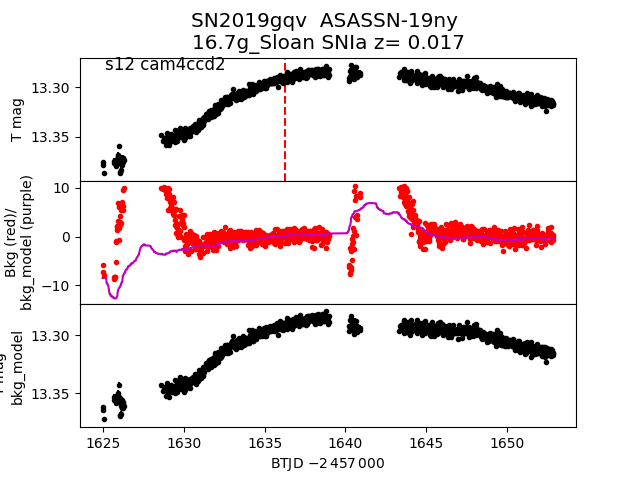 SN2019gqv ASASSN-19ny
16.7g_Sloan SNIa z= 0.017
s12 cam4ccd2
T mag
13.30
13.35
Bkg (red)/
bkg_model (purple)
10
0
−10
mag
bkg_model
13.30
13.35
1625 1630 1635 1640 1645 1650
BTJD −2 457 000